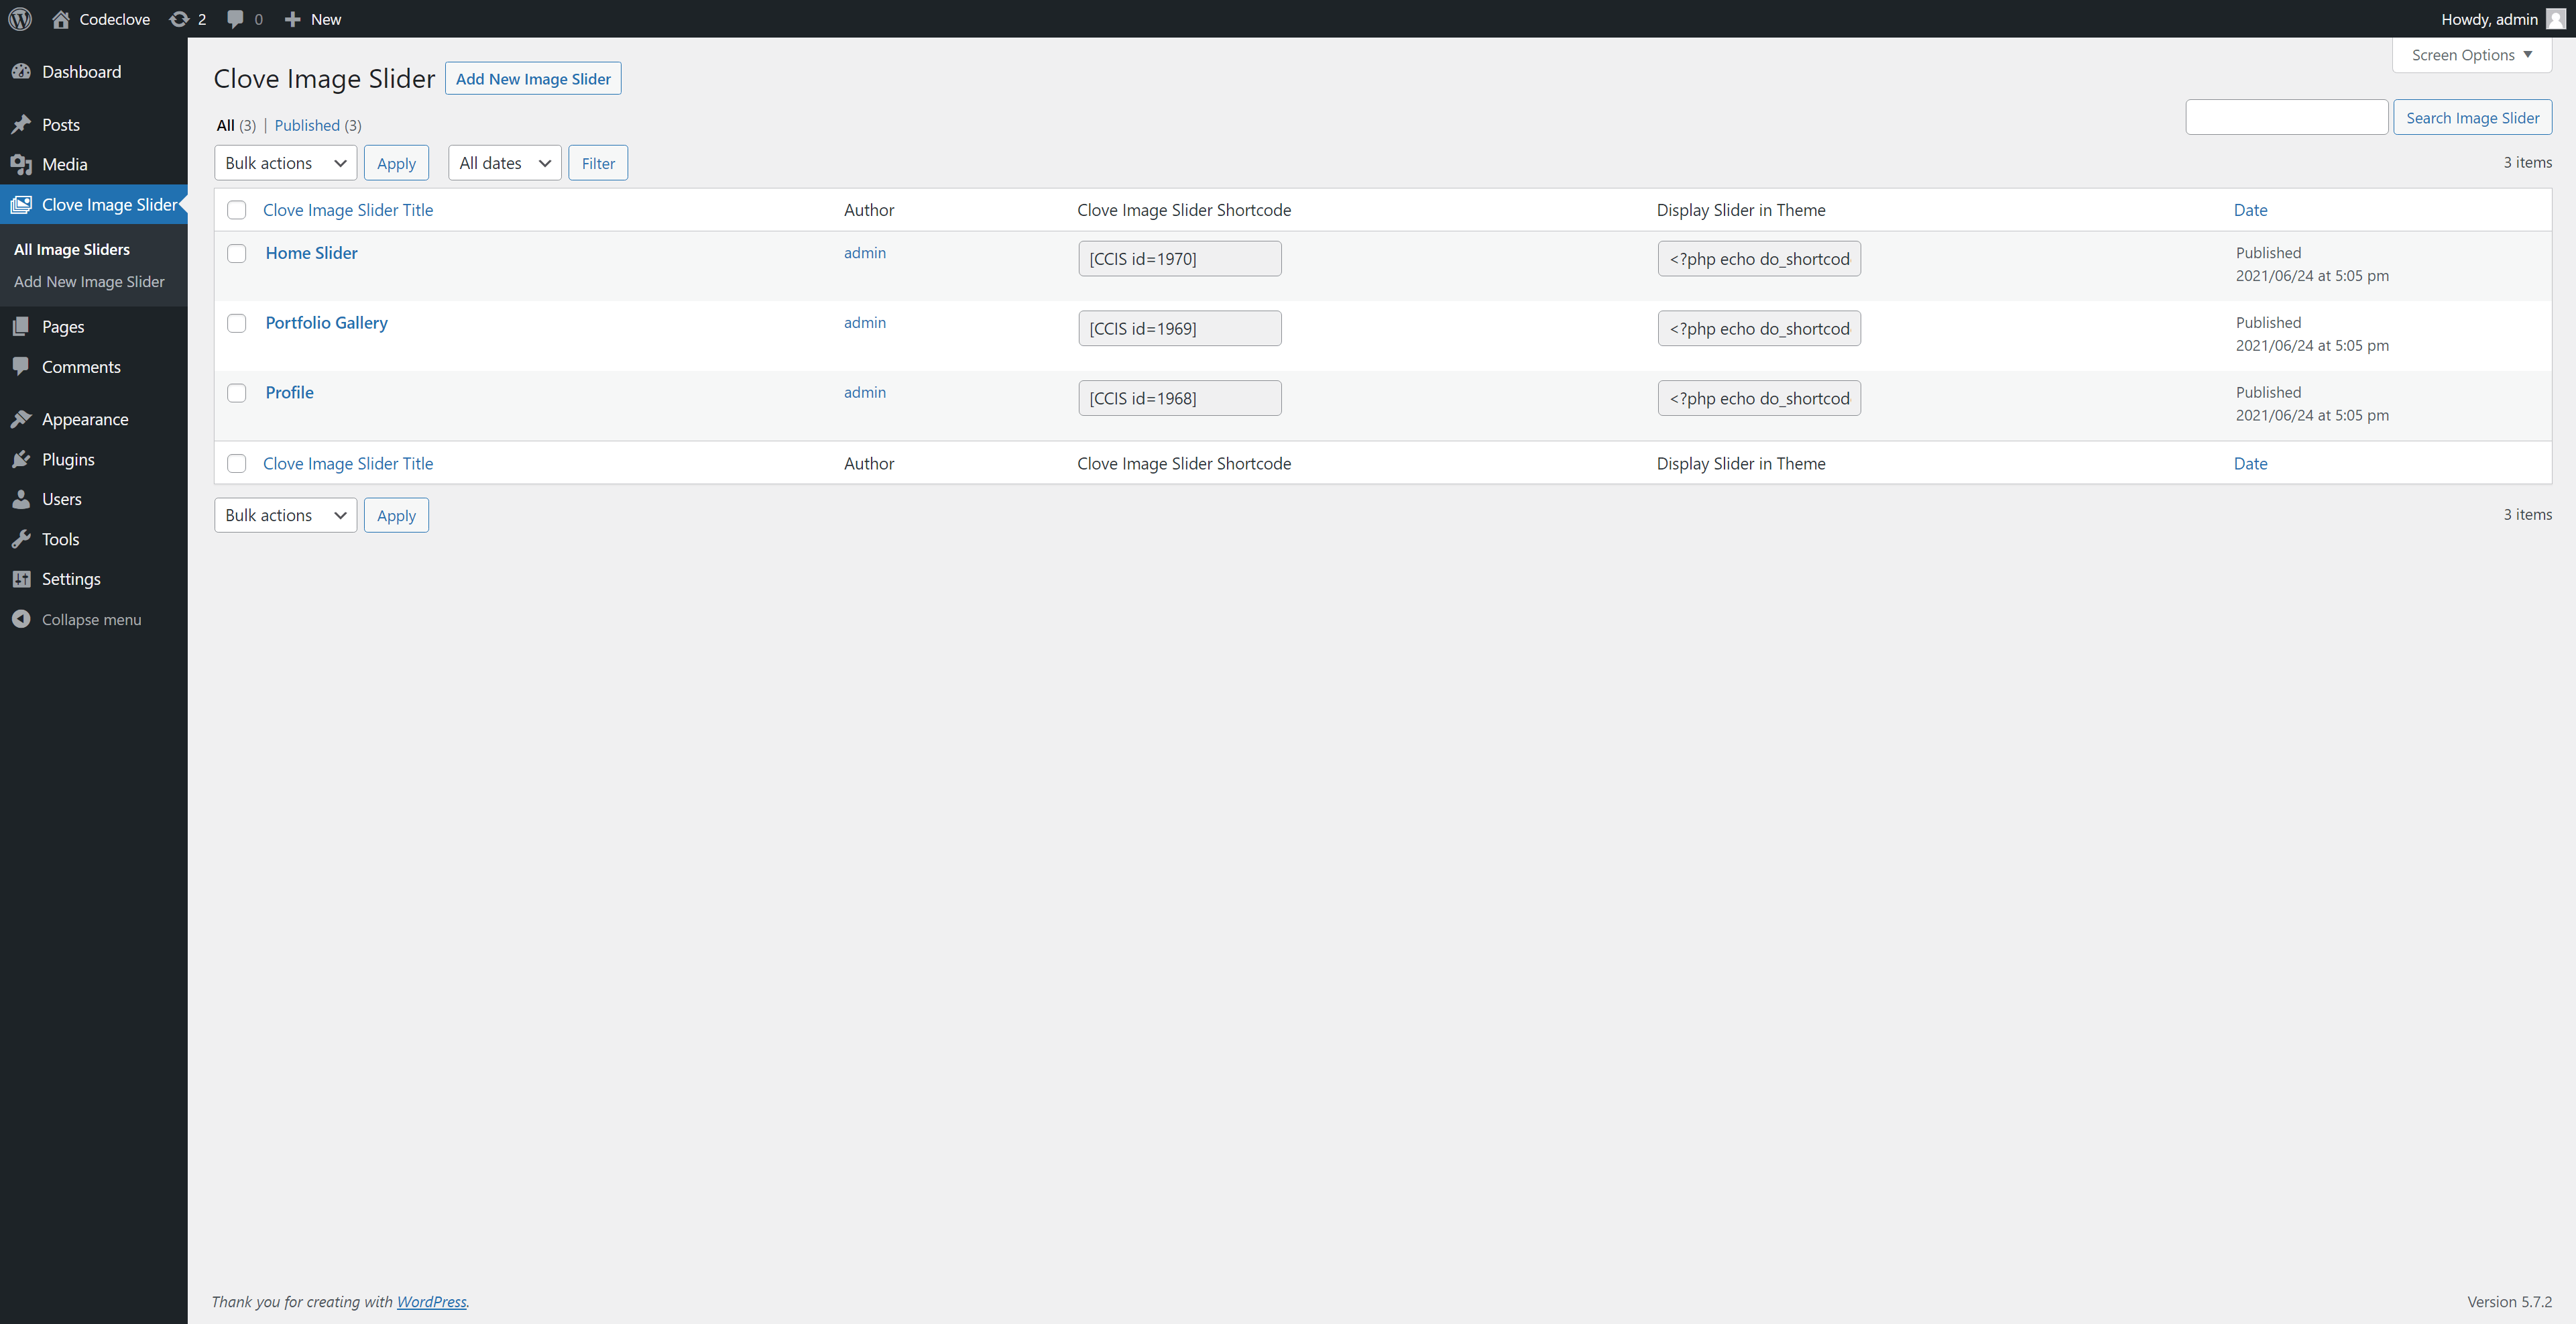 Codeclove 2 0 New Howdy, admin
Screen Options
Dashboard
Posts
Media
Clove Image Slider
All Image Sliders
Add New Image Slider
Pages
Comments
Appearance
Plugins
Users
Tools
Settings
Collapse menu
Clove Image Slider Add New Image Slider
All (3) | Published (3)
Search Image Slider
Bulk actions Apply All dates Filter 3 items
Clove Image Slider Title Author Clove Image Slider Shortcode Display Slider in Theme Date
Home Slider admin [CCIS id=1970] <?php echo do_shortcod Published
2021/06/24 at 5:05 pm
Portfolio Gallery admin [CCIS id=1969] <?php echo do_shortcod Published
2021/06/24 at 5:05 pm
Profile admin [CCIS id=1968] <?php echo do_shortcod Published
2021/06/24 at 5:05 pm
Clove Image Slider Title Author Clove Image Slider Shortcode Display Slider in Theme Date
Bulk actions Apply 3 items
Thank you for creating with WordPress. Version 5.7.2